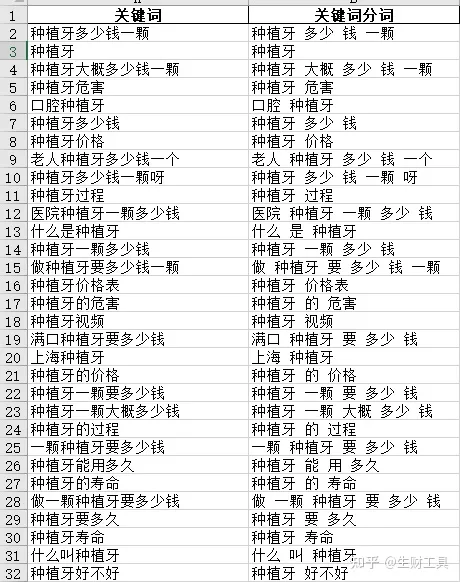 A B
1 关键词 关键词分词
2 种植牙多少钱一颗 种植牙 多少 钱 一颗
3 种植牙 种植牙
4 种植牙大概多少钱一颗 种植牙 大概 多少 钱 一颗
5 种植牙危害 种植牙 危害
6 口腔种植牙 口腔 种植牙
7 种植牙多少钱 种植牙 多少 钱
8 种植牙价格 种植牙 价格
9 老人种植牙多少钱一个 老人 种植牙 多少 钱 一个
10 种植牙多少钱一颗呀 种植牙 多少 钱 一颗 呀
11 种植牙过程 种植牙 过程
12 医院种植牙一颗多少钱 医院 种植牙 一颗 多少 钱
13 什么是种植牙 什么 是 种植牙
14 种植牙一颗多少钱 种植牙 一颗 多少 钱
15 做种植牙要多少钱一颗 做 种植牙 要 多少 钱 一颗
16 种植牙价格表 种植牙 价格表
17 种植牙的危害 种植牙 的 危害
18 种植牙视频 种植牙 视频
19 满口种植牙要多少钱 满口 种植牙 要 多少 钱
20 上海种植牙 上海 种植牙
21 种植牙的价格 种植牙 的 价格
22 种植牙一颗要多少钱 种植牙 一颗 要 多少 钱
23 种植牙一颗大概多少钱 种植牙 一颗 大概 多少 钱
24 种植牙的过程 种植牙 的 过程
25 一颗种植牙要多少钱 一颗 种植牙 要 多少 钱
26 种植牙能用多久 种植牙 能 用 多久
27 种植牙的寿命 种植牙 的 寿命
28 做一颗种植牙要多少钱 做 一颗 种植牙 要 多少 钱
29 种植牙要多久 种植牙 要 多久
30 种植牙寿命 种植牙 寿命
31 什么叫种植牙 什么 叫 种植牙
32 种植牙好不好 种植牙 好不好
知乎 @生财工具